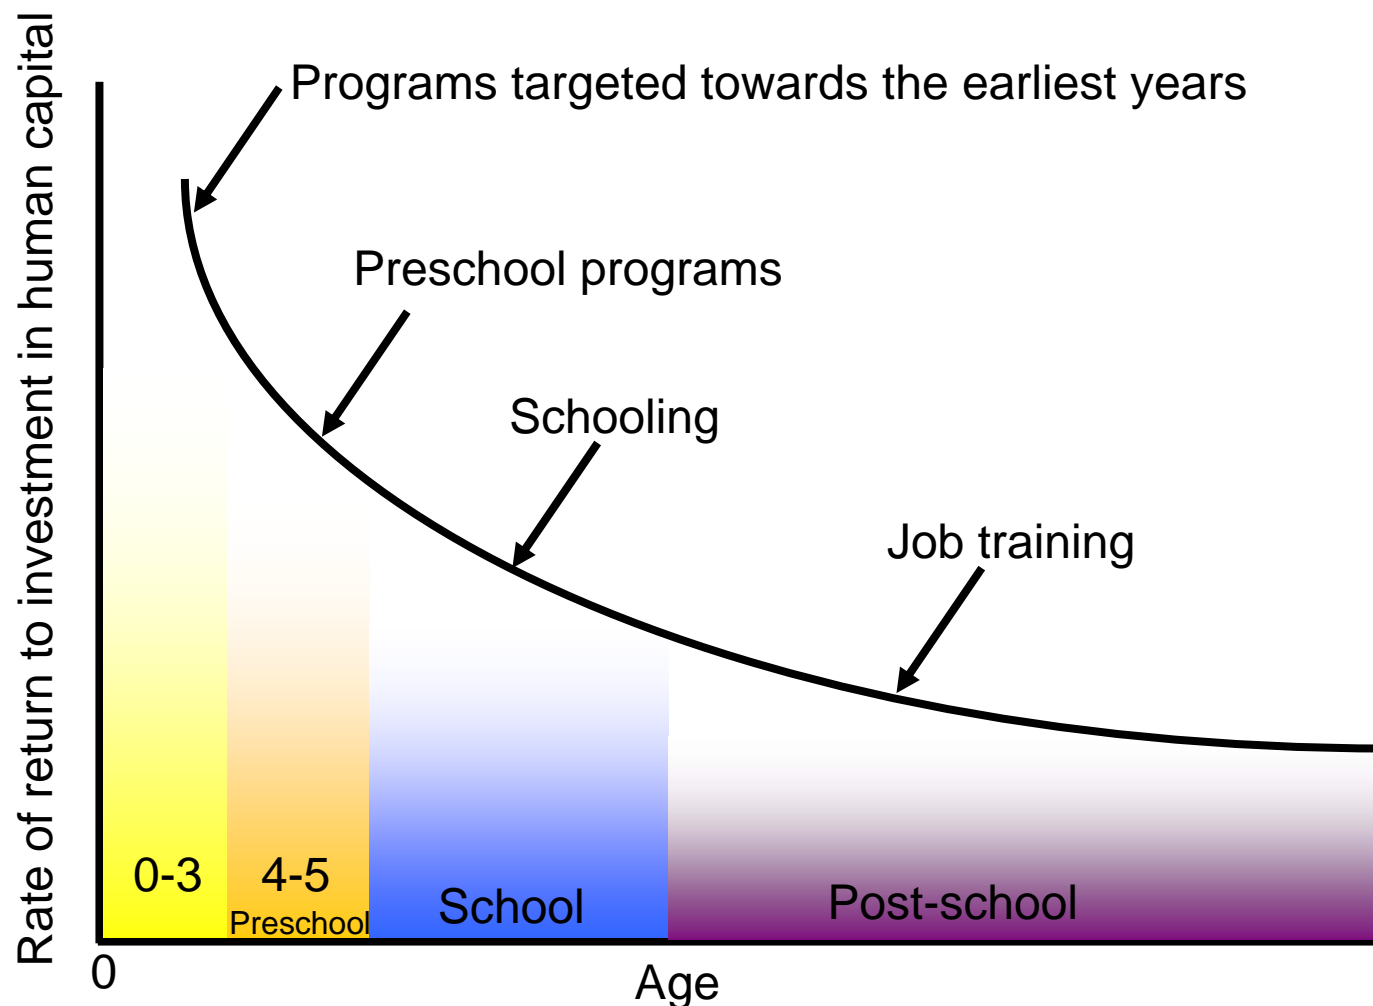 Rate of return to investment in human capital
Programs targeted towards the earliest years
Preschool programs
Schooling
Job training
0-3
4-5
Preschool
School
Post-school
0
Age